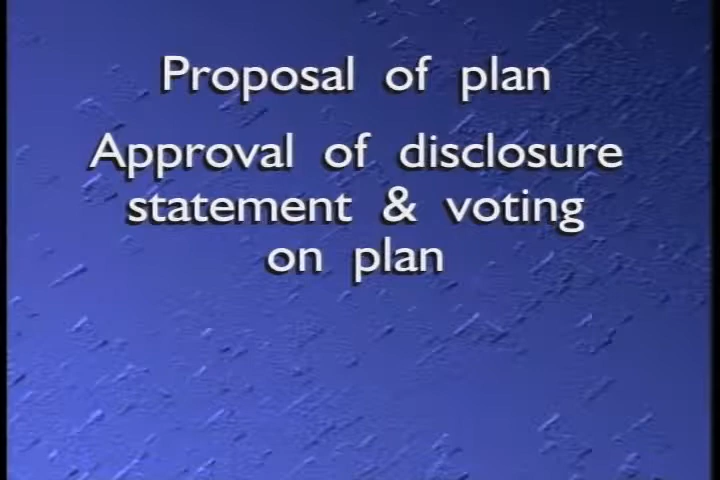 Proposal of plan
Approval of disclosure
statement & voting
on plan